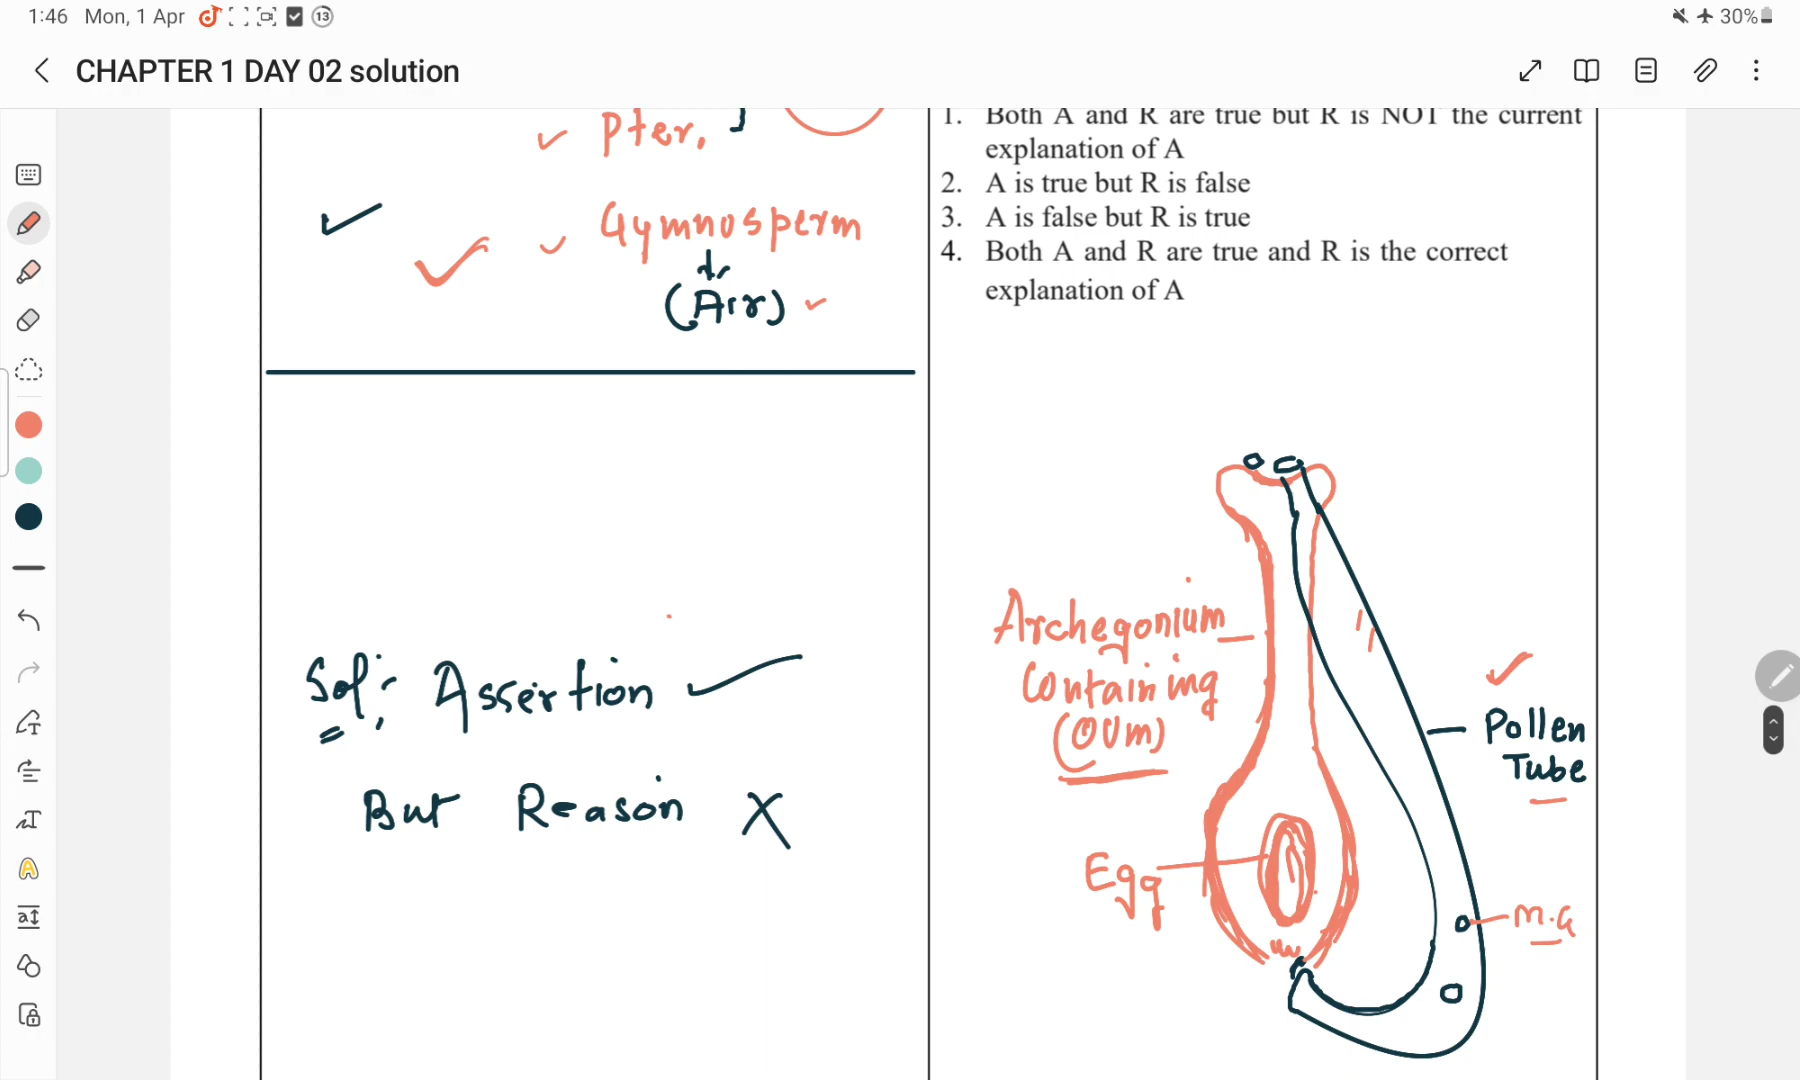 1:46 Mon, 1 Apr
13
30%
CHAPTER 1 DAY 02 solution
Pter.
Gymnosperm
(Air)
Sol: Assertion
But Reason X
1. Both A and R are true but R is NOT the current
explanation of A
2. A is true but R is false
3. A is false but R is true
4. Both A and R are true and R is the correct
explanation of A
Archegonium
Containing
(OVM)
Egg
Pollen
Tube
M.G